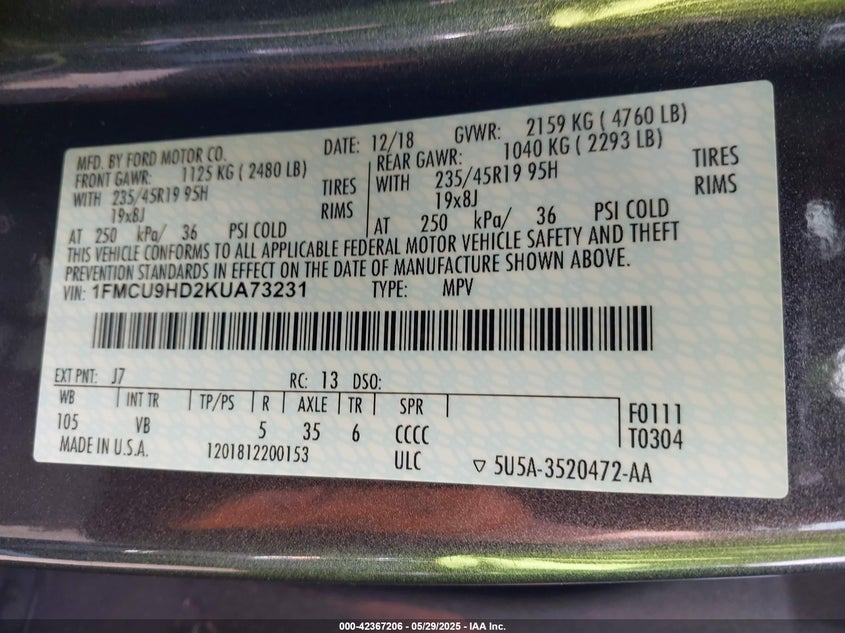 MFD. BY FORD MOTOR CO. DATE: 12/18 GVWR: 2159 KG ( 4760 LB)
FRONT GAWR: 1125 KG ( 2480 LB) REAR GAWR: 1040 KG ( 2293 LB)
WITH 235/45R19 95H TIRES WITH 235/45R19 95H TIRES
19x8J RIMS 19x8J RIMS
AT 250 kPa/ 36 PSI COLD AT 250 kPa/ 36 PSI COLD
THIS VEHICLE CONFORMS TO ALL APPLICABLE FEDERAL MOTOR VEHICLE SAFETY AND THEFT
PREVENTION STANDARDS IN EFFECT ON THE DATE OF MANUFACTURE SHOWN ABOVE.
VIN: 1FMCU9HD2KUA73231 TYPE: MPV
EXT PNT: J7 RC: 13 DSO:
WB INT TR TP/PS R AXLE TR SPR F0111
105 VB 5 35 6 CCCC T0304
MADE IN U.S.A. 1201812200153 ULC ▽ 5U5A-3520472-AA
000-42367206 - 05/29/2025 - IAA Inc.